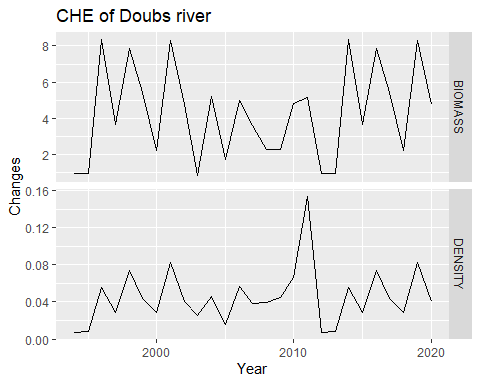 CHE of Doubs river
8
6
4
2
BIOMASS
Changes
0.16
0.12
0.08
0.04
0.00
DENSITY
2000 2010 2020
Year